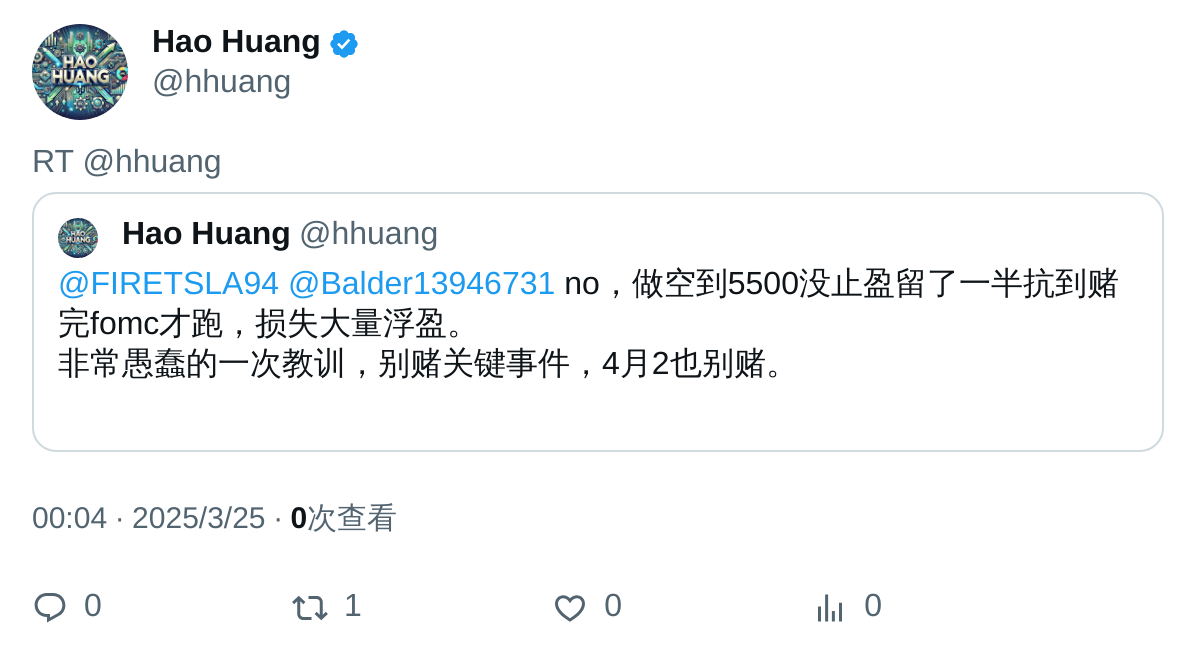 HAO
HUANG
Hao Huang
@hhuang
RT @hhuang
HAO
HUANG
Hao Huang @hhuang
@FIRETSLA94 @Balder13946731 no，做空到5500没止盈留了一半抗到赌
完fomc才跑，损失大量浮盈。
非常愚蠢的一次教训，别赌关键事件，4月2也别赌。
00:04 · 2025/3/25 · 0次查看
0 1 0 0